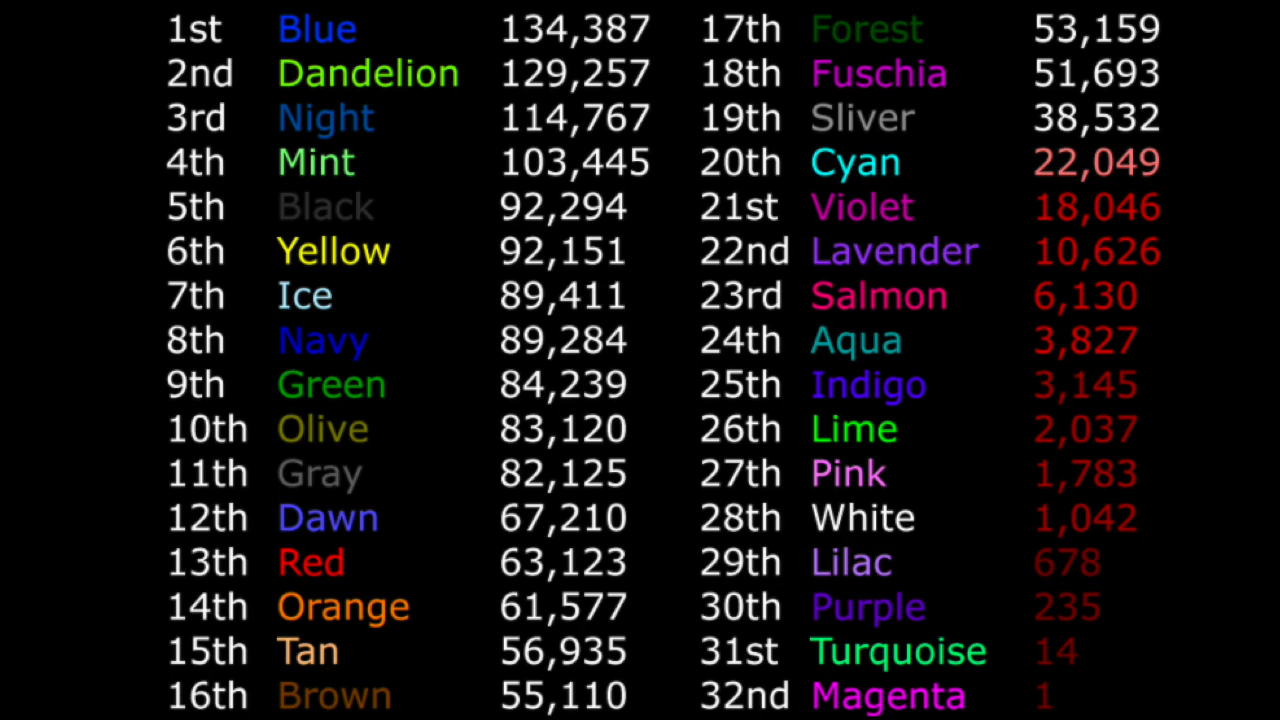 1st Blue 134,387
2nd Dandelion 129,257
3rd Night 114,767
4th Mint 103,445
5th Black 92,294
6th Yellow 92,151
7th Ice 89,411
8th Navy 89,284
9th Green 84,239
10th Olive 83,120
11th Gray 82,125
12th Dawn 67,210
13th Red 63,123
14th Orange 61,577
15th Tan 56,935
16th Brown 55,110
17th Forest 53,159
18th Fuschia 51,693
19th Sliver 38,532
20th Cyan 22,049
21st Violet 18,046
22nd Lavender 10,626
23rd Salmon 6,130
24th Aqua 3,827
25th Indigo 3,145
26th Lime 2,037
27th Pink 1,783
28th White 1,042
29th Lilac 678
30th Purple 235
31st Turquoise 14
32nd Magenta 1